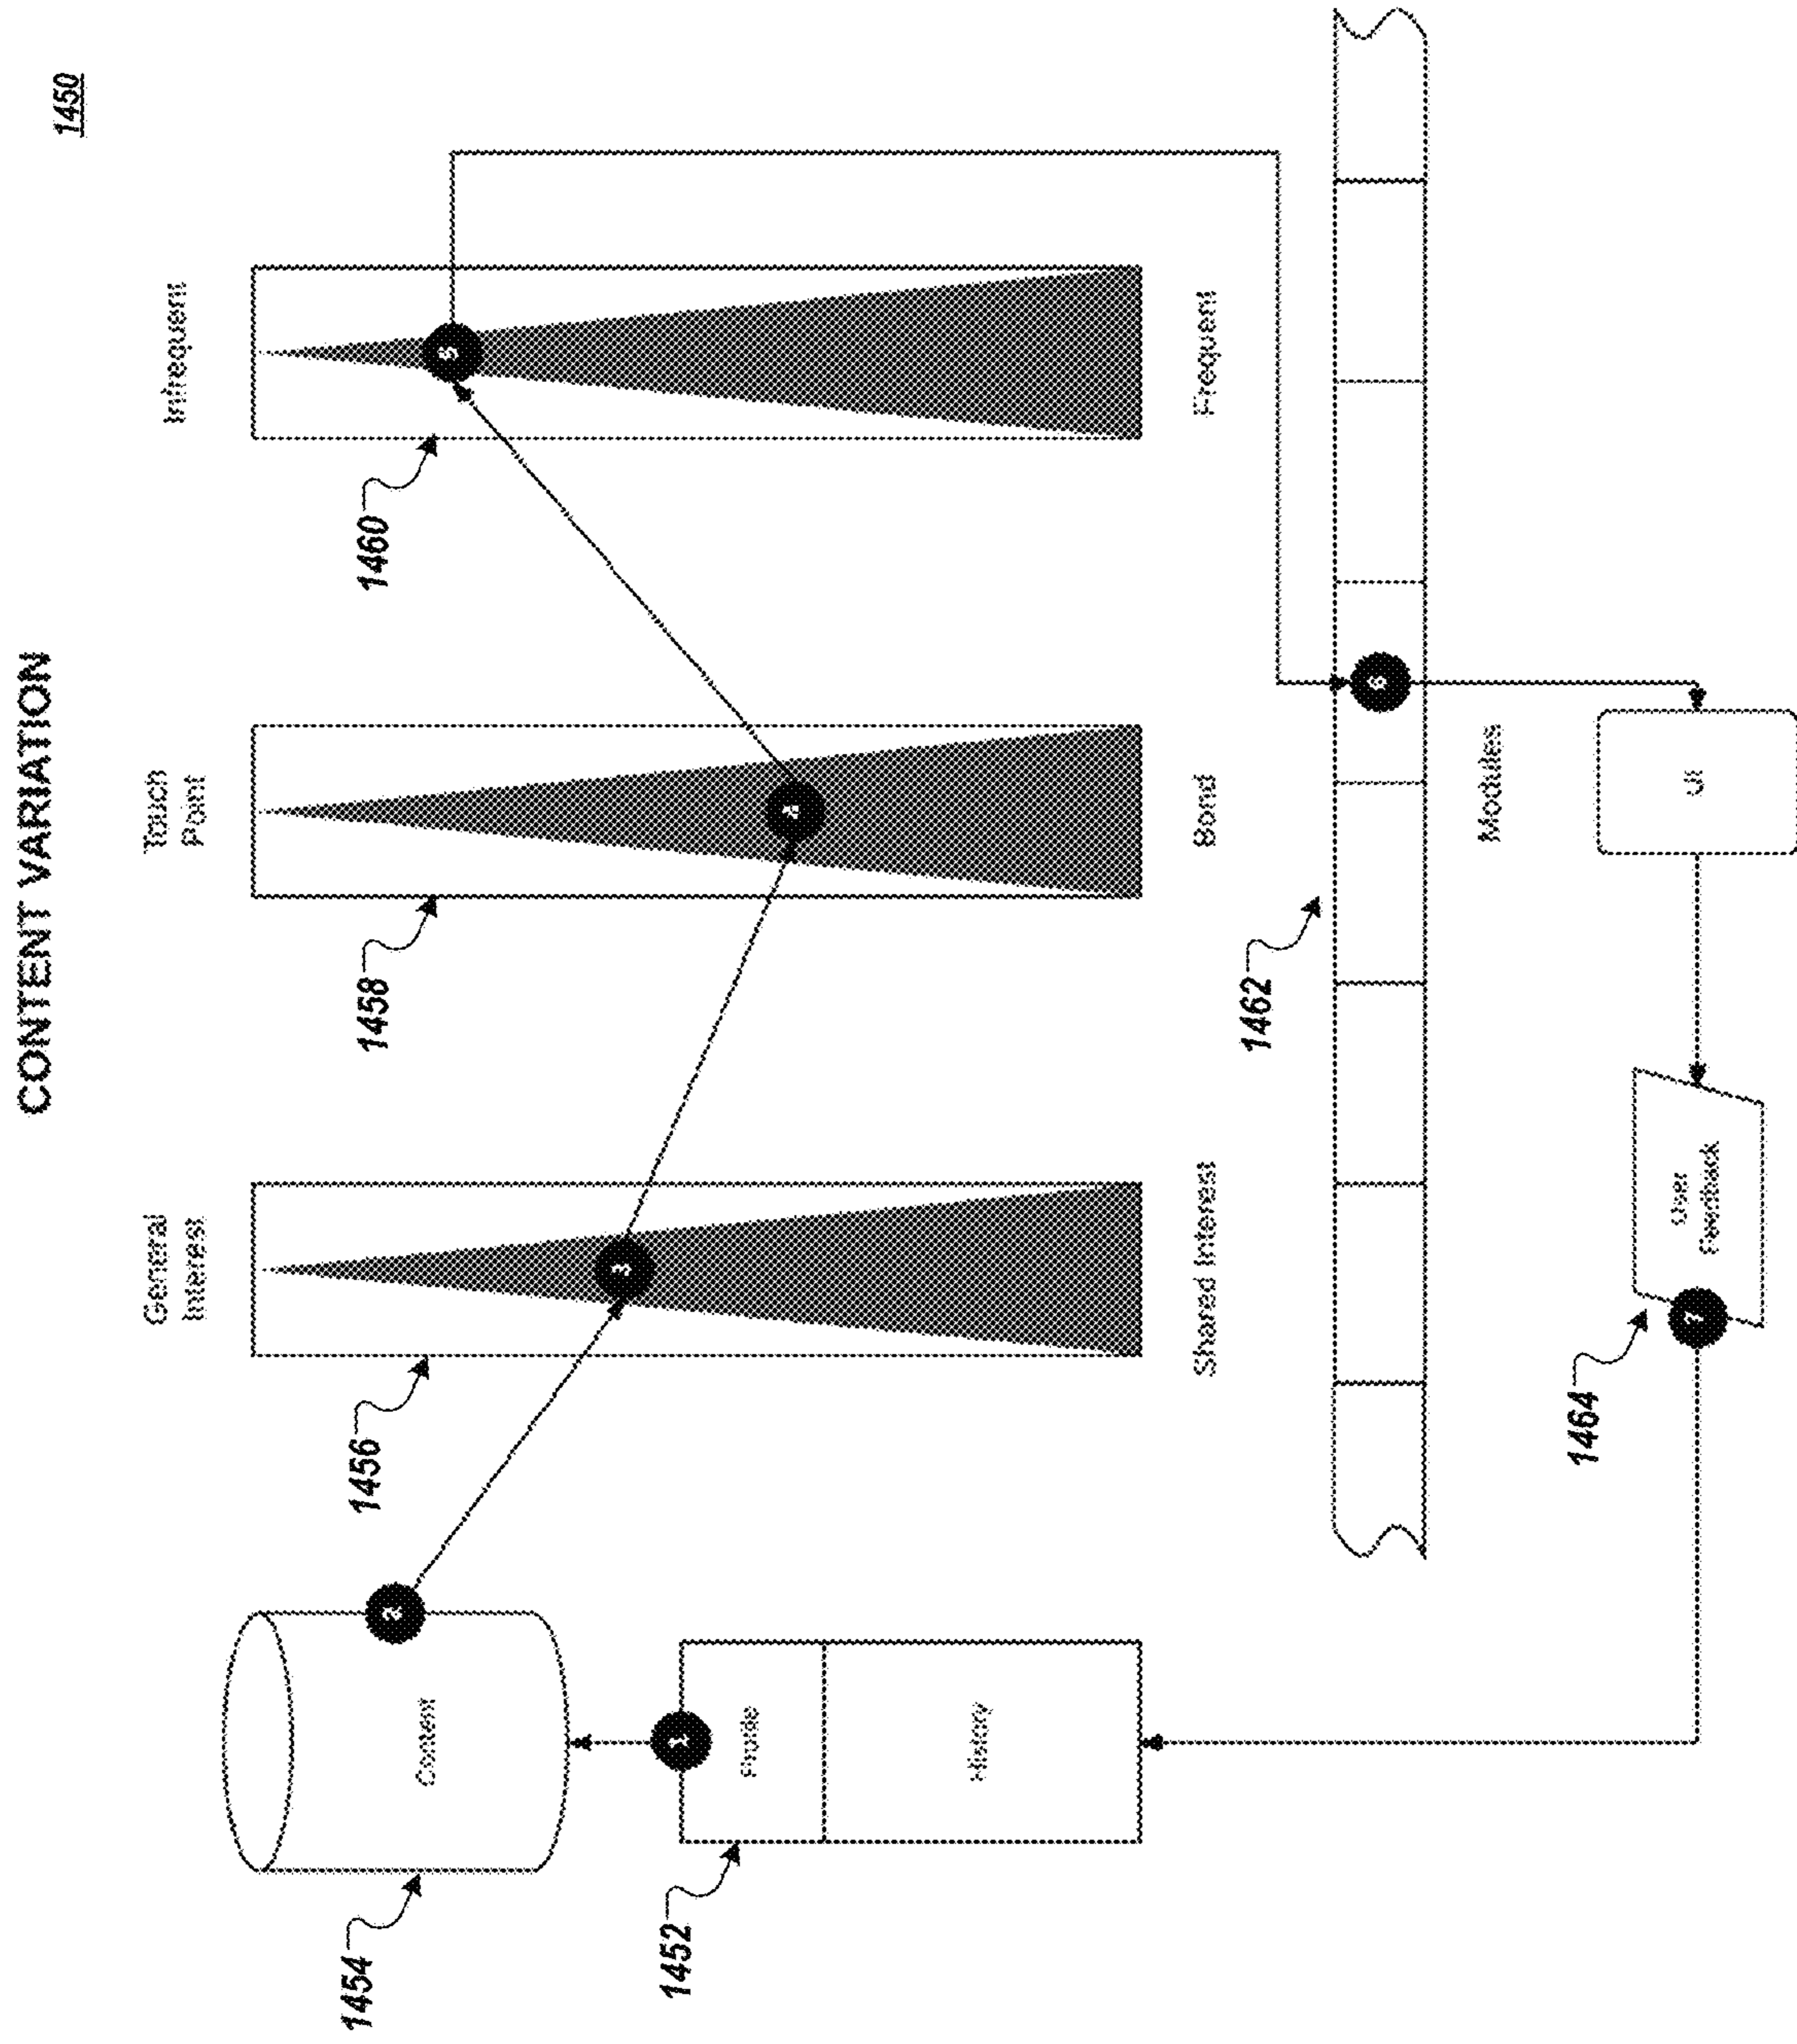 CONTENT VARIATION
1450
General
Interest
Touch
Point
Infrequent
1454
1456
1458
1460
2
Content
3
4
5
1
1452
Profile
History
Shared Interest
Bond
Frequent
1462
6
Modules
1464
7
User
Feedback
UI